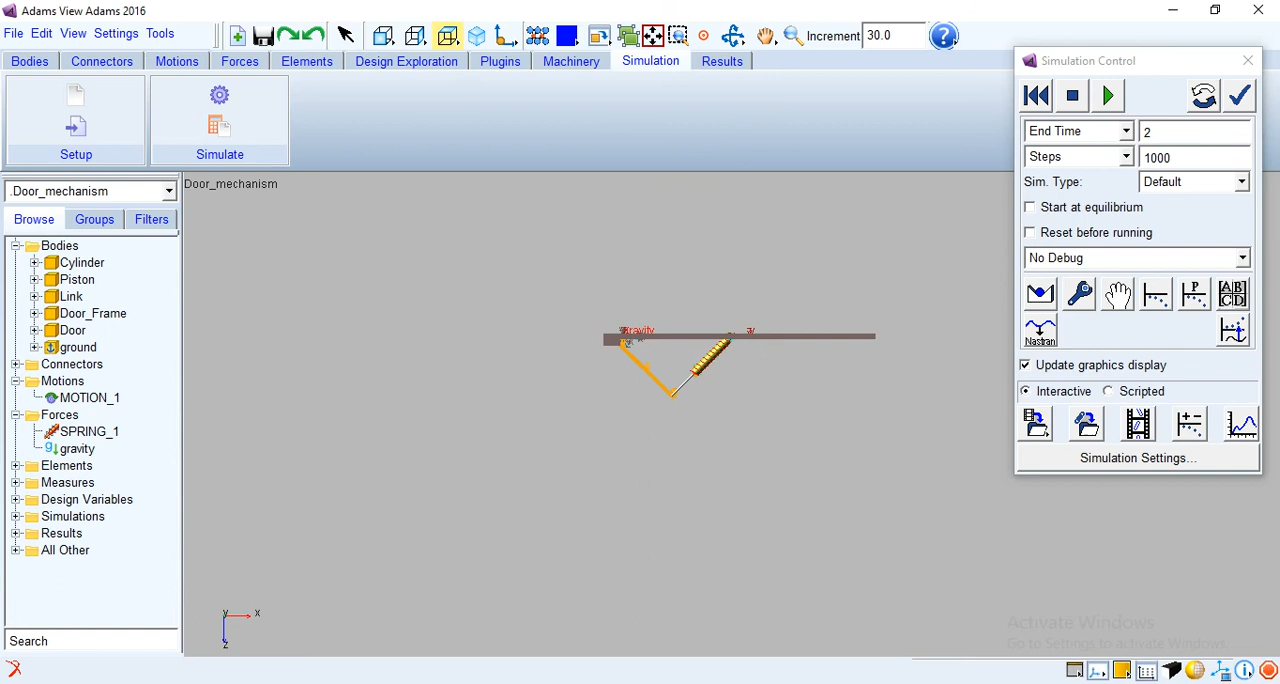 Adams View Adams 2016
File Edit View Settings Tools
Increment 30.0
Bodies Connectors Motions Forces Elements Design Exploration Plugins Machinery Simulation Results
Setup Simulate
.Door_mechanism
Browse Groups Filters
Bodies
Cylinder
Piston
Link
Door_Frame
Door
ground
Connectors
Motions
MOTION_1
Forces
SPRING_1
gravity
Elements
Measures
Design Variables
Simulations
Results
All Other
Search
Door_mechanism
gravity
y x
z
Simulation Control
End Time 2
Steps 1000
Sim. Type: Default
Start at equilibrium
Reset before running
No Debug
P A B C D
Nastran
Update graphics display
Interactive Scripted
Simulation Settings...
Activate Windows
Go to Settings to activate Windows.